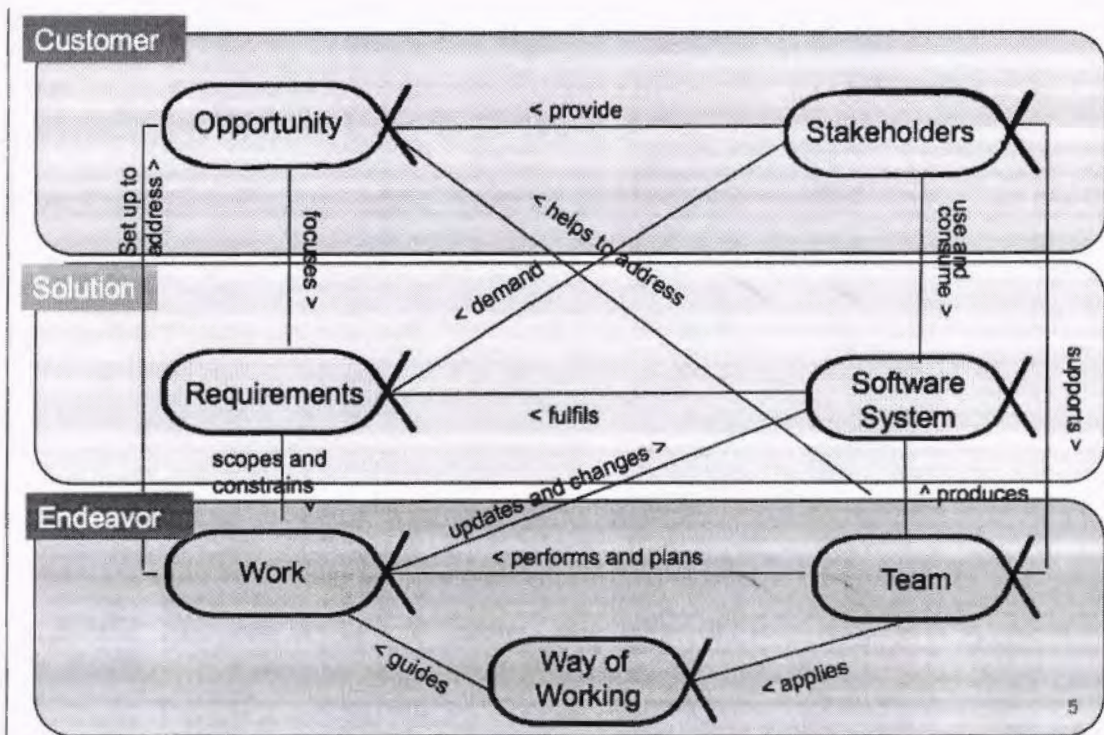 Customer
Opportunity
< provide
Stakeholders
Set up to
address >
focuses >
< helps to address
< demand
use and
consume >
Solution
Requirements
< fulfils
Software
System
supports >
scopes and
constrains >
updates and changes >
^ produces
Endeavor
Work
< performs and plans
Team
< guides
Way of
Working
< applies
5